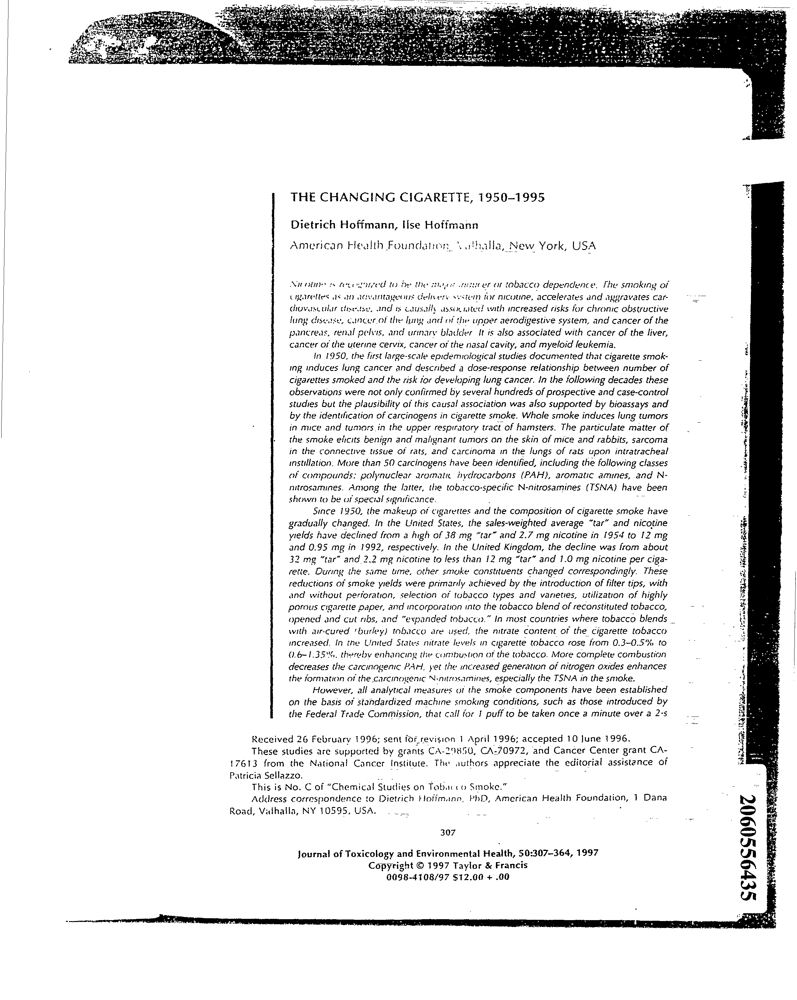 THE CHANGING CIGARETTE, 1950–1995
Dietrich Hoffmann, Ilse Hoffmann
American Health Foundation, Valhalla, New York, USA
Nicotine is recognized to be the major inducer of tobacco dependence. The smoking of
cigarettes as an advantageous delivery system for nicotine, accelerates and aggravates car-
diovascular disease, and is causally associated with increased risks for chronic obstructive
lung disease, cancer of the lung and of the upper aerodigestive system, and cancer of the
pancreas, renal pelvis, and urinary bladder. It is also associated with cancer of the liver,
cancer of the uterine cervix, cancer of the nasal cavity, and myeloid leukemia.
In 1950, the first large-scale epidemiological studies documented that cigarette smok-
ing induces lung cancer and described a dose-response relationship between number of
cigarettes smoked and the risk for developing lung cancer. In the following decades these
observations were not only confirmed by several hundreds of prospective and case-control
studies but the plausibility of this causal association was also supported by bioassays and
by the identification of carcinogens in cigarette smoke. Whole smoke induces lung tumors
in mice and tumors in the upper respiratory tract of hamsters. The particulate matter of
the smoke elicits benign and malignant tumors on the skin of mice and rabbits, sarcoma
in the connective tissue of rats, and carcinoma in the lungs of rats upon intratracheal
instillation. More than 50 carcinogens have been identified, including the following classes
of compounds: polynuclear aromatic hydrocarbons (PAH), aromatic amines, and N-
nitrosamines. Among the latter, the tobacco-specific N-nitrosamines (TSNA) have been
shown to be of special significance.
Since 1950, the makeup of cigarettes and the composition of cigarette smoke have
gradually changed. In the United States, the sales-weighted average "tar" and nicotine
yields have declined from a high of 38 mg "tar" and 2.7 mg nicotine in 1954 to 12 mg
and 0.95 mg in 1992, respectively. In the United Kingdom, the decline was from about
32 mg "tar" and 2.2 mg nicotine to less than 12 mg "tar" and 1.0 mg nicotine per ciga-
rette. During the same time, other smoke constituents changed correspondingly. These
reductions of smoke yields were primarily achieved by the introduction of filter tips, with
and without perforation, selection of tobacco types and varieties, utilization of highly
porous cigarette paper, and incorporation into the tobacco blend of reconstituted tobacco,
opened and cut ribs, and "expanded tobacco." In most countries where tobacco blends
with air-cured (burley) tobacco are used, the nitrate content of the cigarette tobacco
increased. In the United States nitrate levels in cigarette tobacco rose from 0.3–0.5% to
0.6–1.35%, thereby enhancing the combustion of the tobacco. More complete combustion
decreases the carcinogenic PAH, yet the increased generation of nitrogen oxides enhances
the formation of the carcinogenic N-nitrosamines, especially the TSNA in the smoke.
However, all analytical measures of the smoke components have been established
on the basis of standardized machine smoking conditions, such as those introduced by
the Federal Trade Commission, that call for 1 puff to be taken once a minute over a 2-s
Received 26 February 1996; sent for revision 1 April 1996; accepted 10 June 1996.
These studies are supported by grants CA-29850, CA-70972, and Cancer Center grant CA-
17613 from the National Cancer Institute. The authors appreciate the editorial assistance of
Patricia Sellazzo.
This is No. C of "Chemical Studies on Tobacco Smoke."
Address correspondence to Dietrich Hoffmann, PhD, American Health Foundation, 1 Dana
Road, Valhalla, NY 10595, USA.
307
Journal of Toxicology and Environmental Health, 50:307–364, 1997
Copyright © 1997 Taylor & Francis
0098-4108/97 $12.00 + .00
2060556435